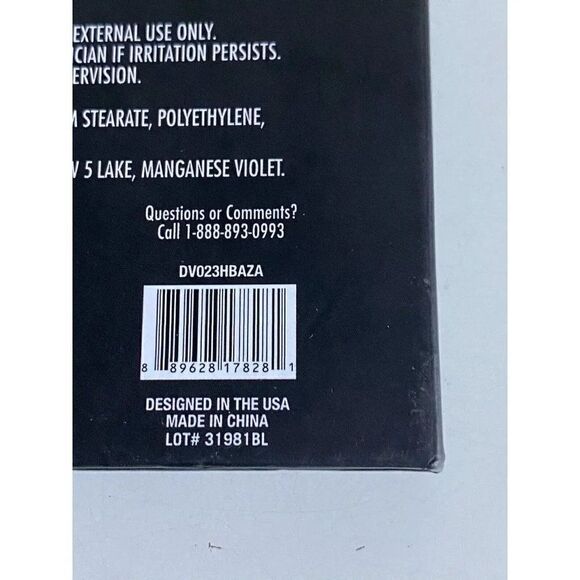 EXTERNAL USE ONLY.
ICIAN IF IRRITATION PERSISTS.
ERVISION.
M STEARATE, POLYETHYLENE,
5 LAKE, MANGANESE VIOLET.
Questions or Comments?
Call 1-888-893-0993
DV023HBAZA
8 89628 17828 1
DESIGNED IN THE USA
MADE IN CHINA
LOT# 31981BL